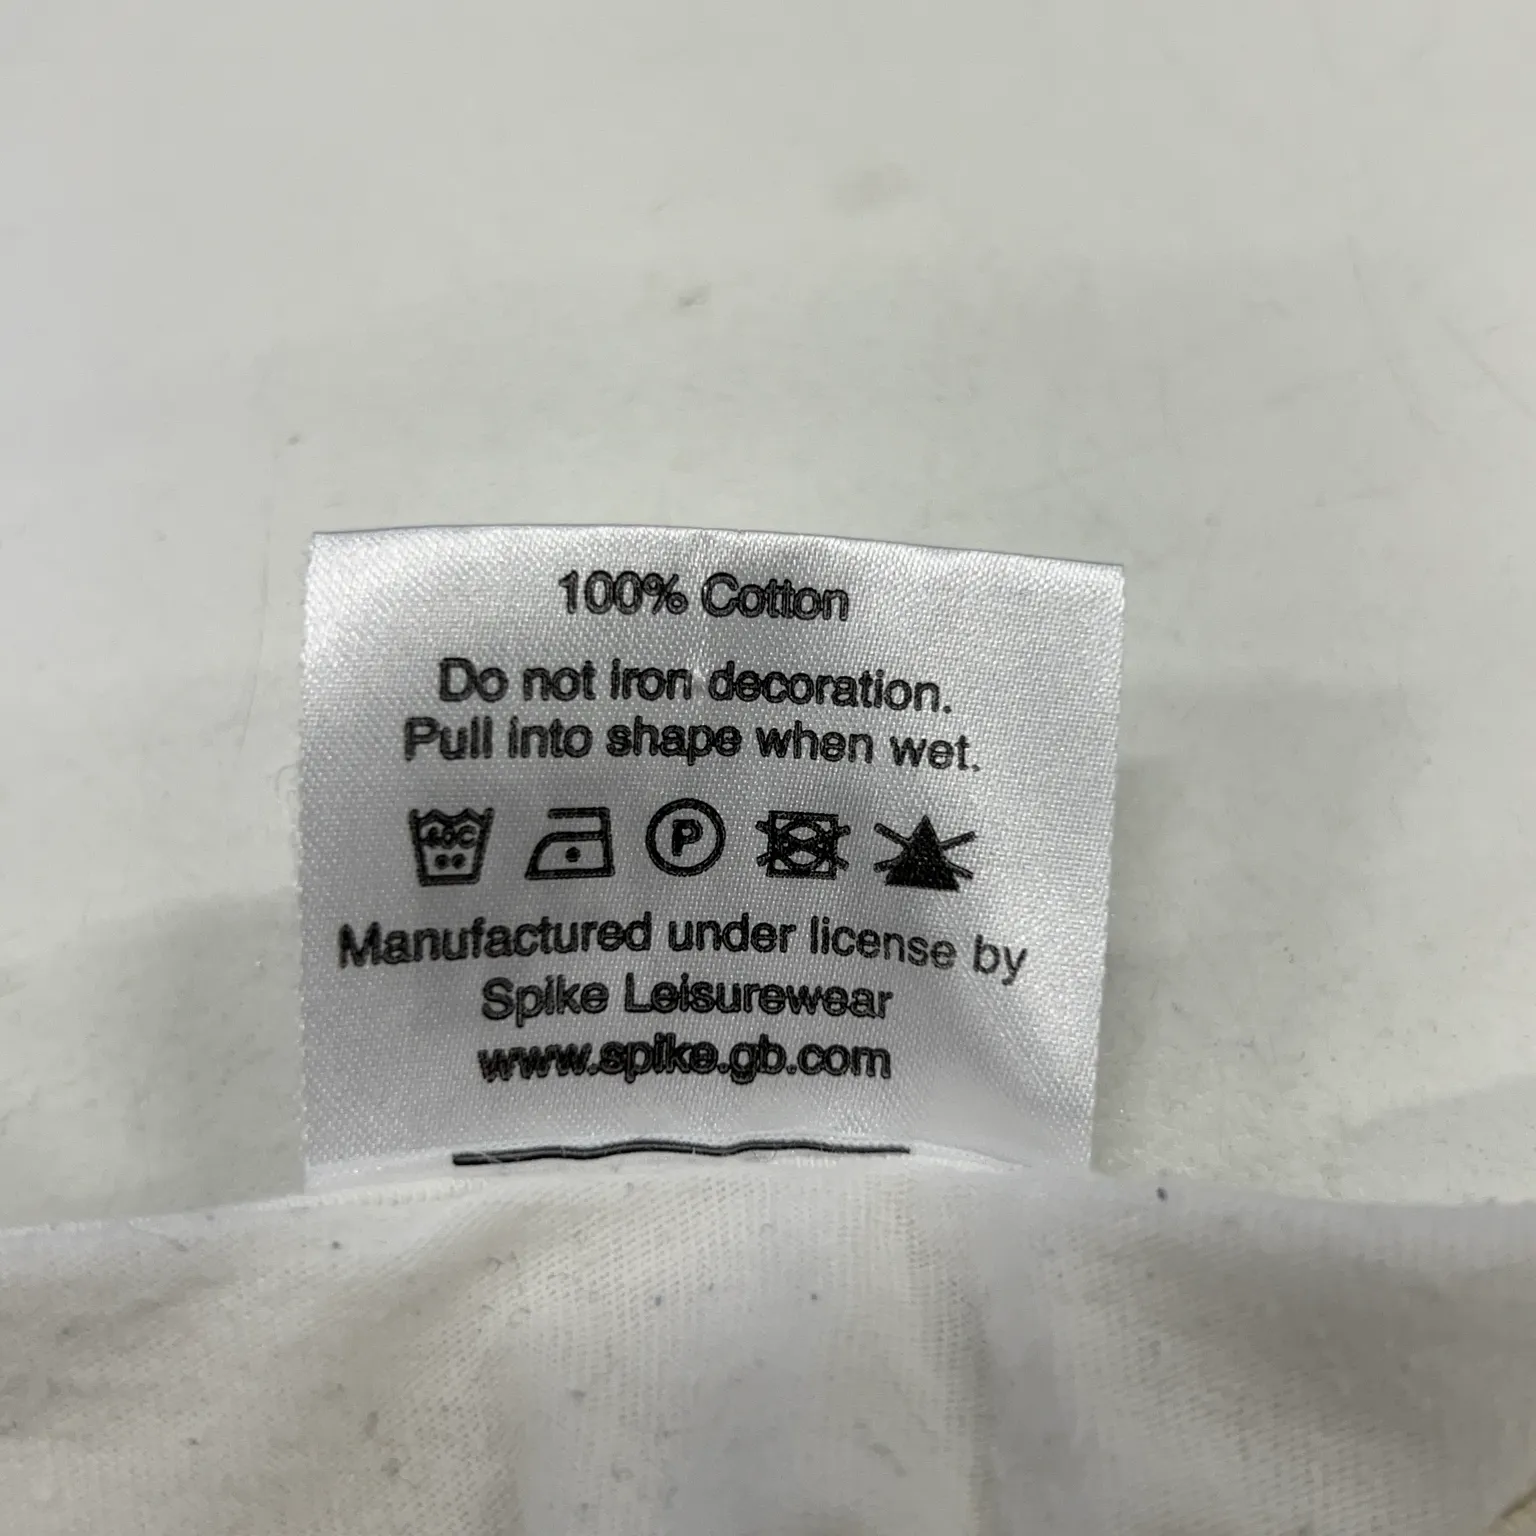 100% Cotton
Do not iron decoration.
Pull into shape when wet.
40C P
Manufactured under license by
Spike Leisurewear
www.spike.gb.com